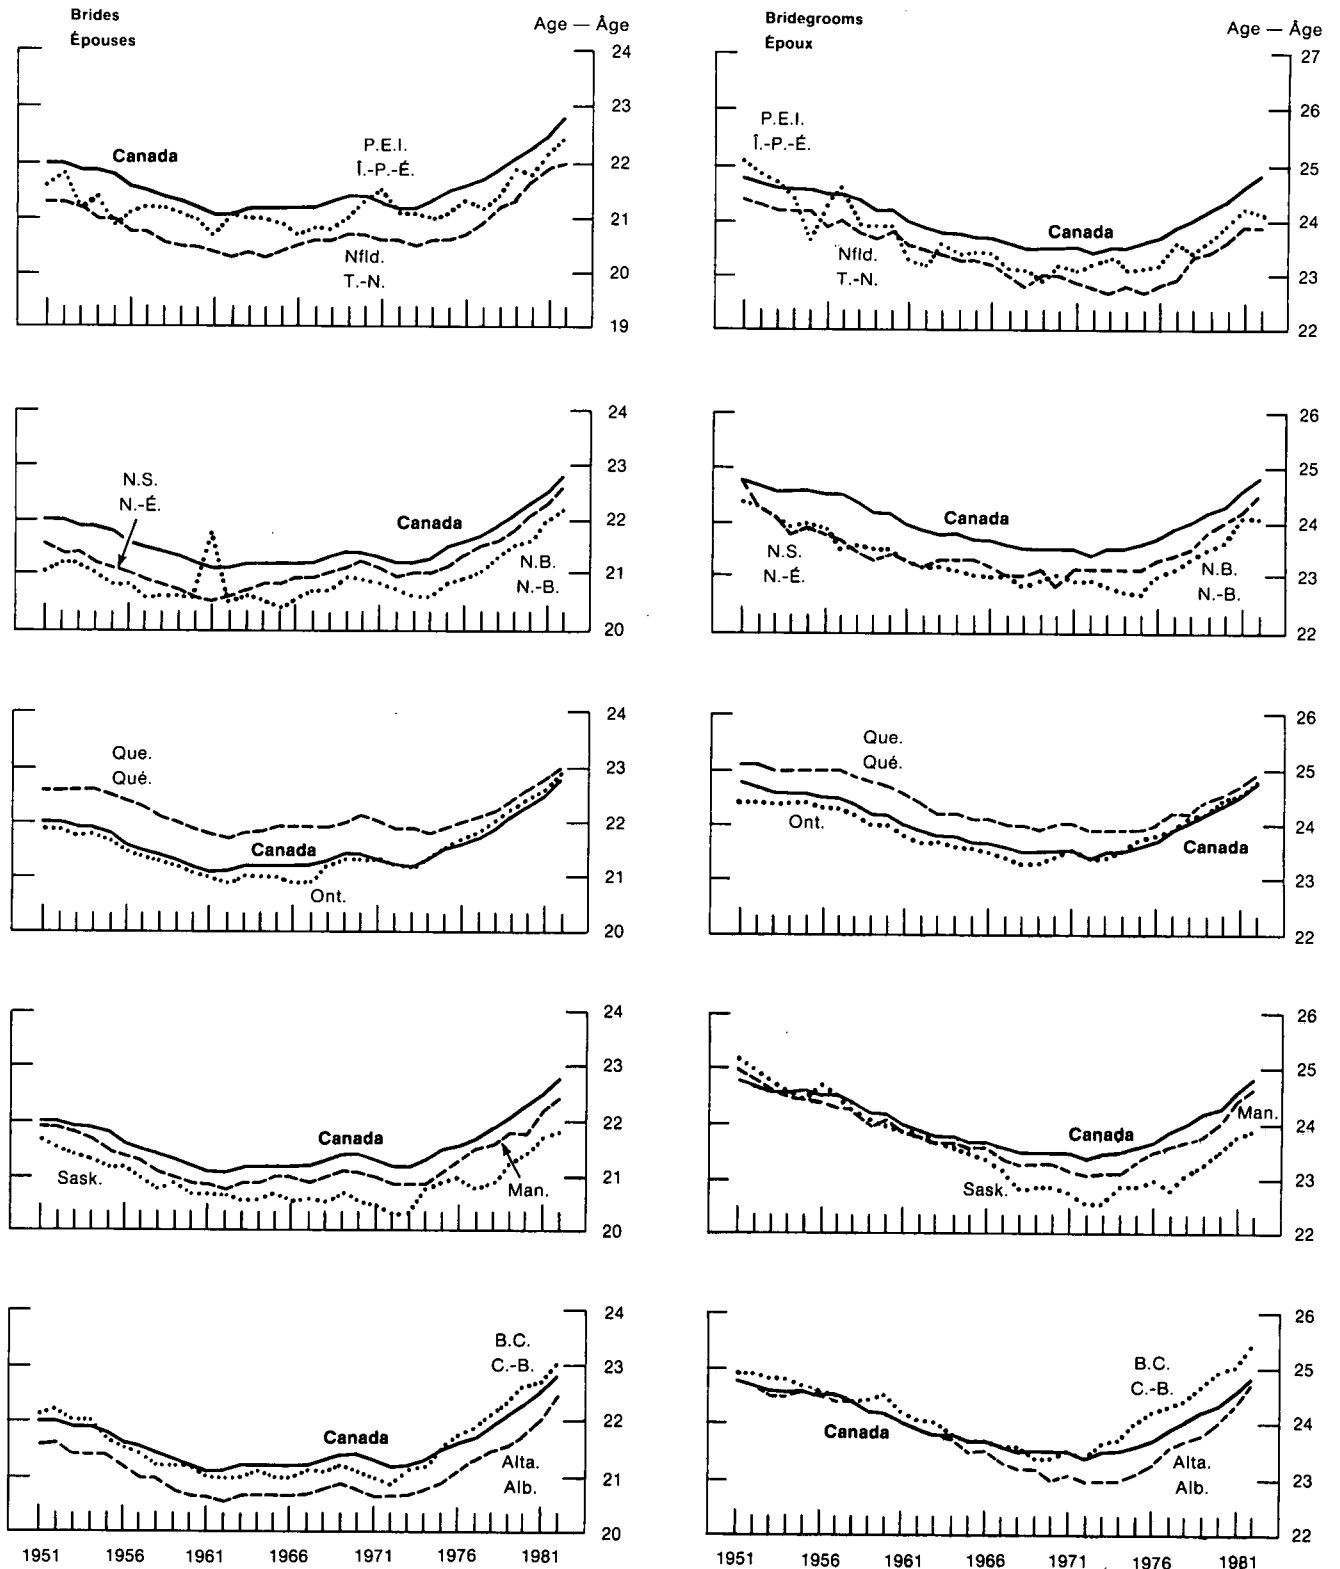 Brides
Épouses
Age — Âge
24
23
22
21
20
19
Canada
P.E.I.
Î.-P.-É.
Nfld.
T.-N.
Bridegrooms
Époux
Age — Âge
27
26
25
24
23
22
P.E.I.
Î.-P.-É.
Canada
Nfld.
T.-N.
24
23
22
21
20
N.S.
N.-É.
Canada
N.B.
N.-B.
26
25
24
23
22
Canada
N.S.
N.-É.
N.B.
N.-B.
24
23
22
21
20
Que.
Qué.
Canada
Ont.
26
25
24
23
22
Que.
Qué.
Ont.
Canada
24
23
22
21
20
Canada
Sask.
Man.
26
25
24
23
22
Man.
Canada
Sask.
24
23
22
21
20
B.C.
C.-B.
Canada
Alta.
Alb.
1951 1956 1961 1966 1971 1976 1981
26
25
24
23
22
B.C.
C.-B.
Canada
Alta.
Alb.
1951 1956 1961 1966 1971 1976 1981